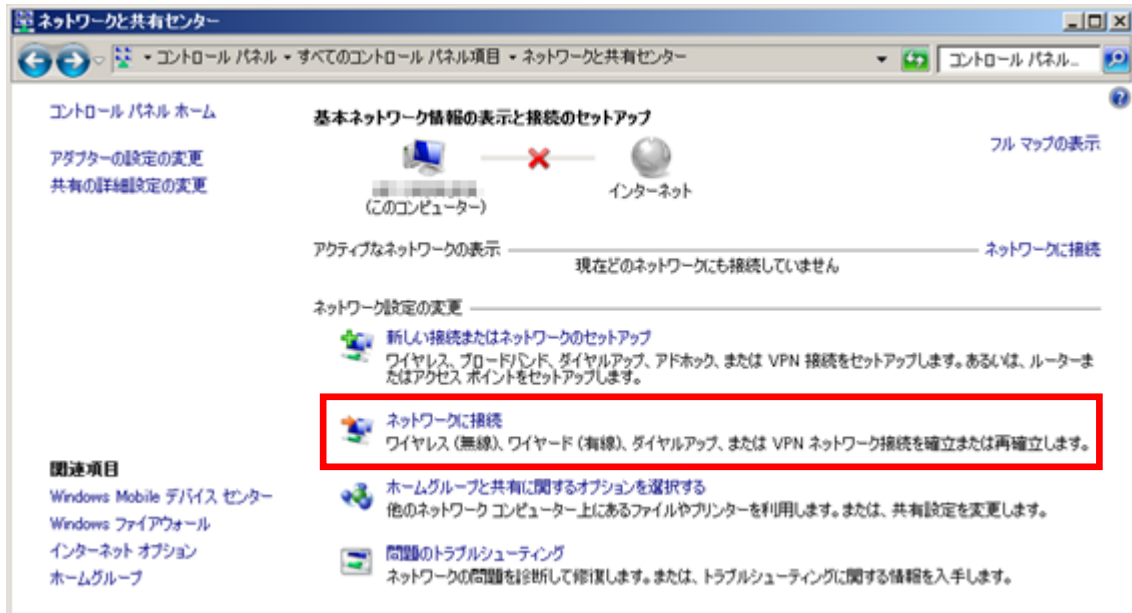 ネットワークと共有センター
コントロール パネル すべてのコントロール パネル項目 ネットワークと共有センター
コントロール パネル...
コントロール パネル ホーム
アダプターの設定の変更
共有の詳細設定の変更
基本ネットワーク情報の表示と接続のセットアップ
フル マップの表示
(このコンピューター)
インターネット
アクティブなネットワークの表示
ネットワークに接続
現在どのネットワークにも接続していません
ネットワーク設定の変更
新しい接続またはネットワークのセットアップ
ワイヤレス、ブロードバンド、ダイヤルアップ、アドホック、または VPN 接続をセットアップします。あるいは、ルーターま
たはアクセス ポイントをセットアップします。
ネットワークに接続
ワイヤレス (無線)、ワイヤード (有線)、ダイヤルアップ、または VPN ネットワーク接続を確立または再確立します。
ホームグループと共有に関するオプションを選択する
他のネットワーク コンピューター上にあるファイルやプリンターを利用します。または、共有設定を変更します。
問題のトラブルシューティング
ネットワークの問題を診断して修復します。または、トラブルシューティングに関する情報を入手します。
関連項目
Windows Mobile デバイス センター
Windows ファイアウォール
インターネット オプション
ホームグループ